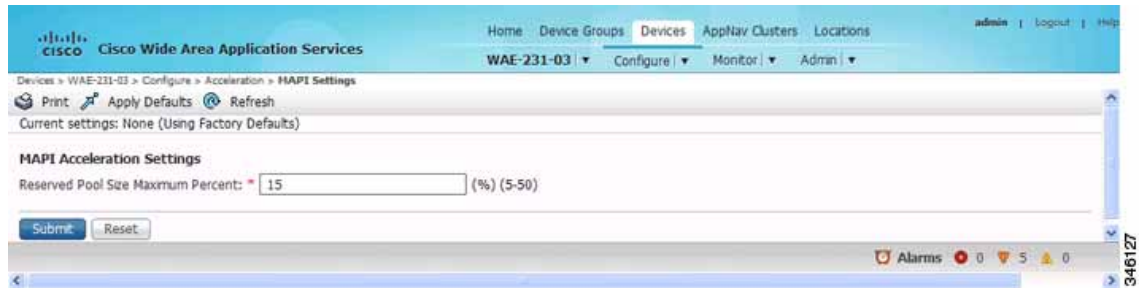 Home Device Groups Devices AppNav Clusters Locations
admin | Logout | Help
CISCO Cisco Wide Area Application Services
WAE-231-03 Configure Monitor Admin
Devices > WAE-231-03 > Configure > Acceleration > MAPI Settings
Print Apply Defaults Refresh
Current settings: None (Using Factory Defaults)
MAPI Acceleration Settings
Reserved Pool Size Maximum Percent: * 15 (%) (5-50)
Submit Reset
Alarms 0 5 0
346127